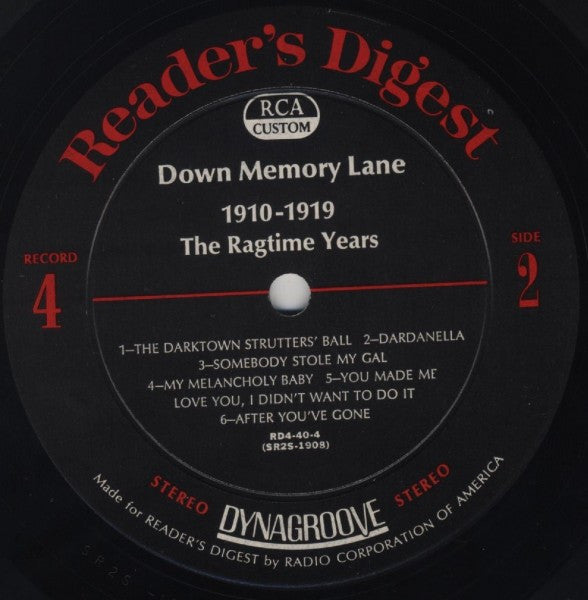 Reader's Digest
RCA
CUSTOM
Down Memory Lane
1910-1919
The Ragtime Years
RECORD
4
SIDE
2
1—THE DARKTOWN STRUTTERS' BALL 2—DARDANELLA
3—SOMEBODY STOLE MY GAL
4—MY MELANCHOLY BABY 5—YOU MADE ME
LOVE YOU, I DIDN'T WANT TO DO IT
6—AFTER YOU'VE GONE
RD4-40-4
(SR2S-1908)
STEREO DYNAGROOVE STEREO
Made for READER'S DIGEST by RADIO CORPORATION OF AMERICA
SR2S